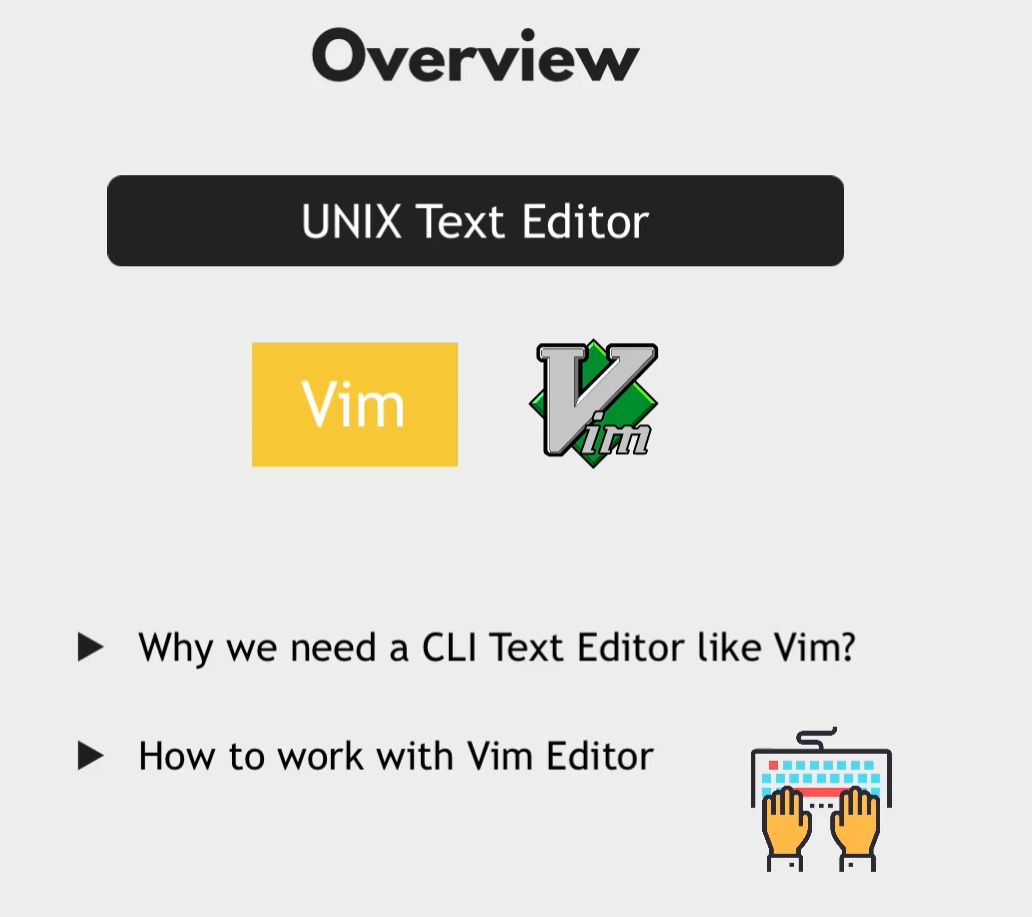 Overview
UNIX Text Editor
Vim
Vim
Why we need a CLI Text Editor like Vim?
How to work with Vim Editor